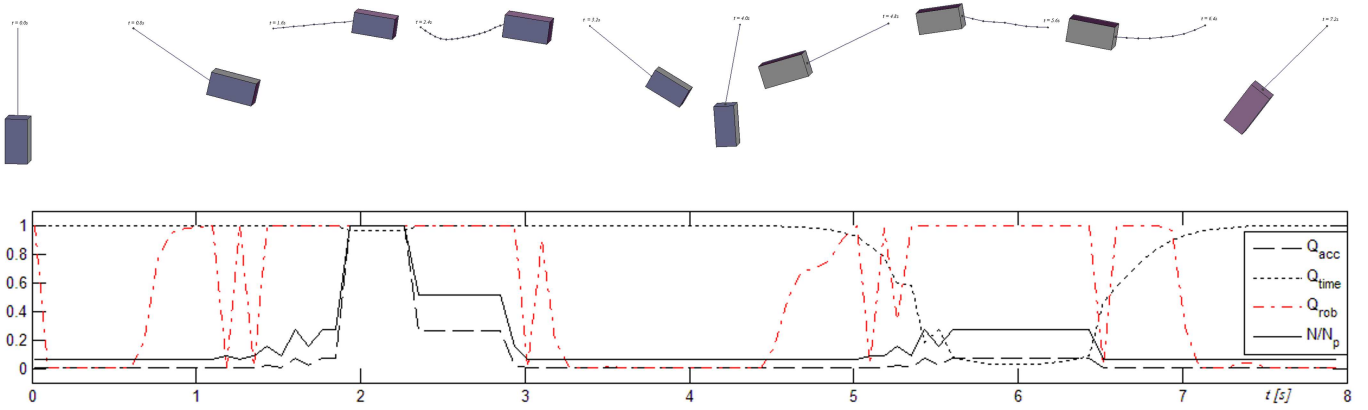 t = 0.0s
t = 0.8s
t = 1.6s
t = 2.4s
t = 3.2s
t = 4.0s
t = 4.8s
t = 5.6s
t = 6.4s
t = 7.2s
1
0.8
0.6
0.4
0.2
0
Q_acc
Q_time
Q_rob
N/N_p
0 1 2 3 4 5 6 7 t [s] 8